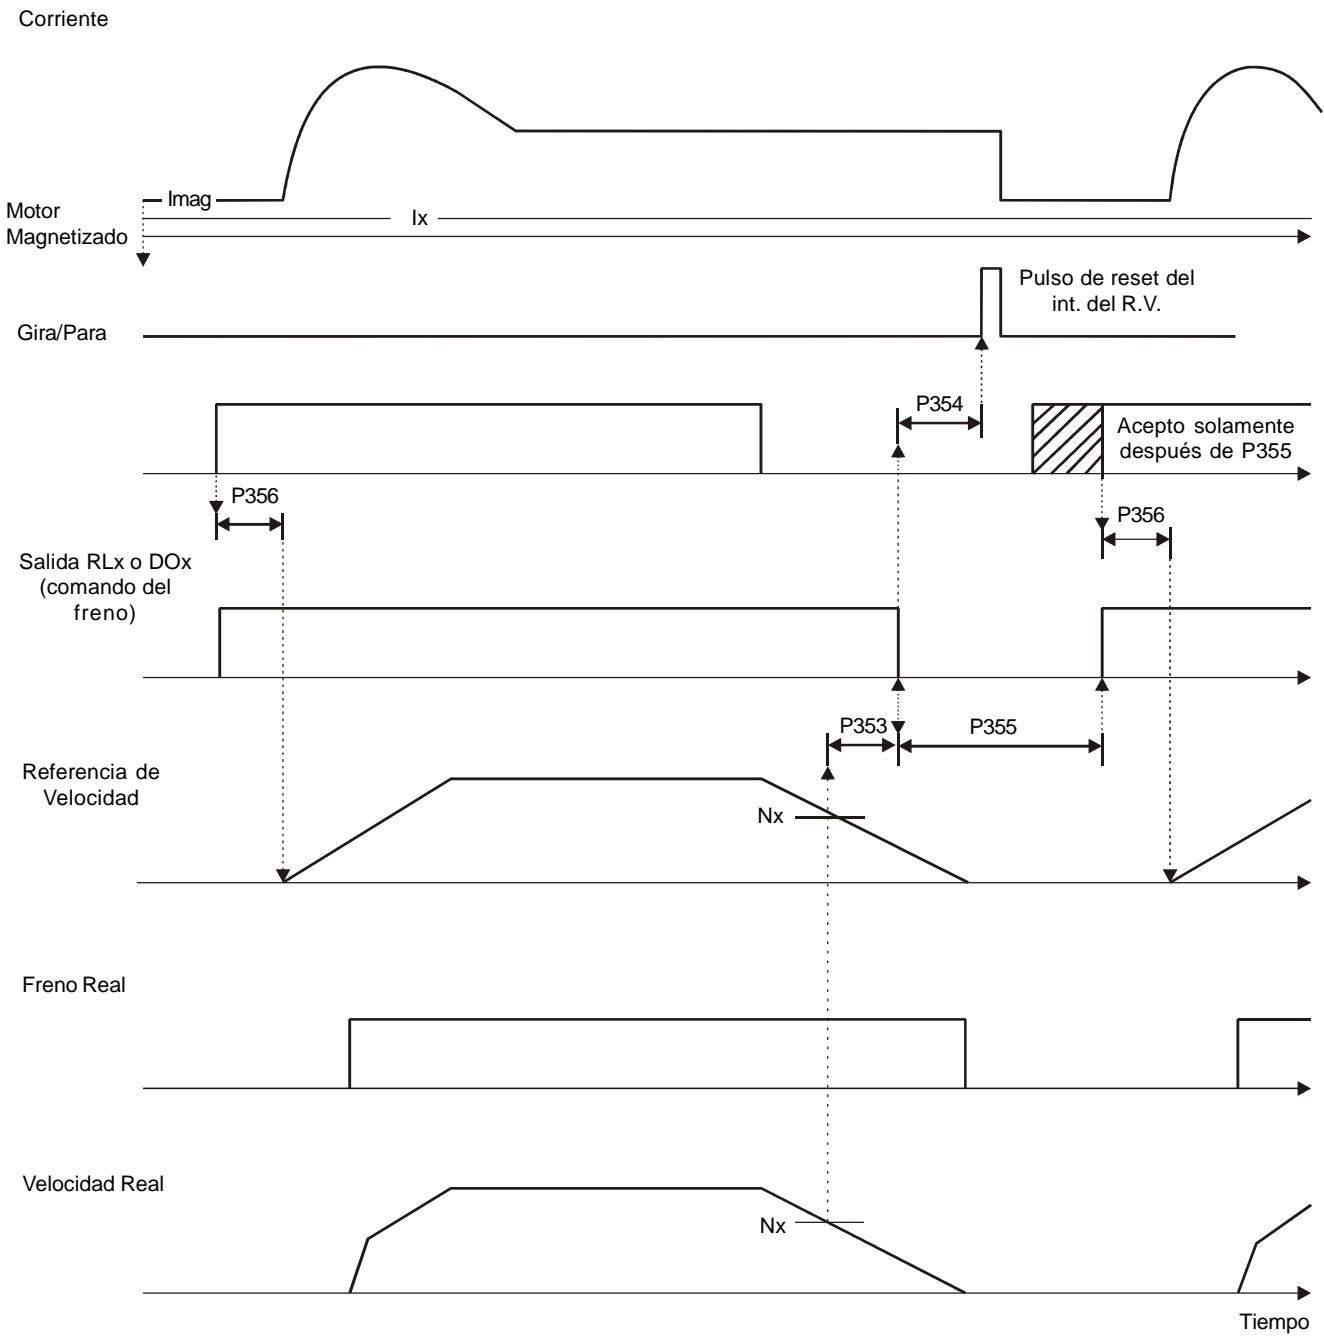 Corriente
Imag
Motor
Magnetizado
Ix
Pulso de reset del
int. del R.V.
Gira/Para
P354
Acepto solamente
después de P355
P356
P356
Salida RLx o DOx
(comando del
freno)
P353
P355
Referencia de
Velocidad
Nx
Freno Real
Velocidad Real
Nx
Tiempo